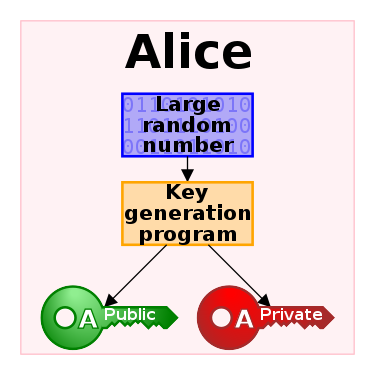 Alice
Large
random
number
Key
generation
program
A Public
A Private